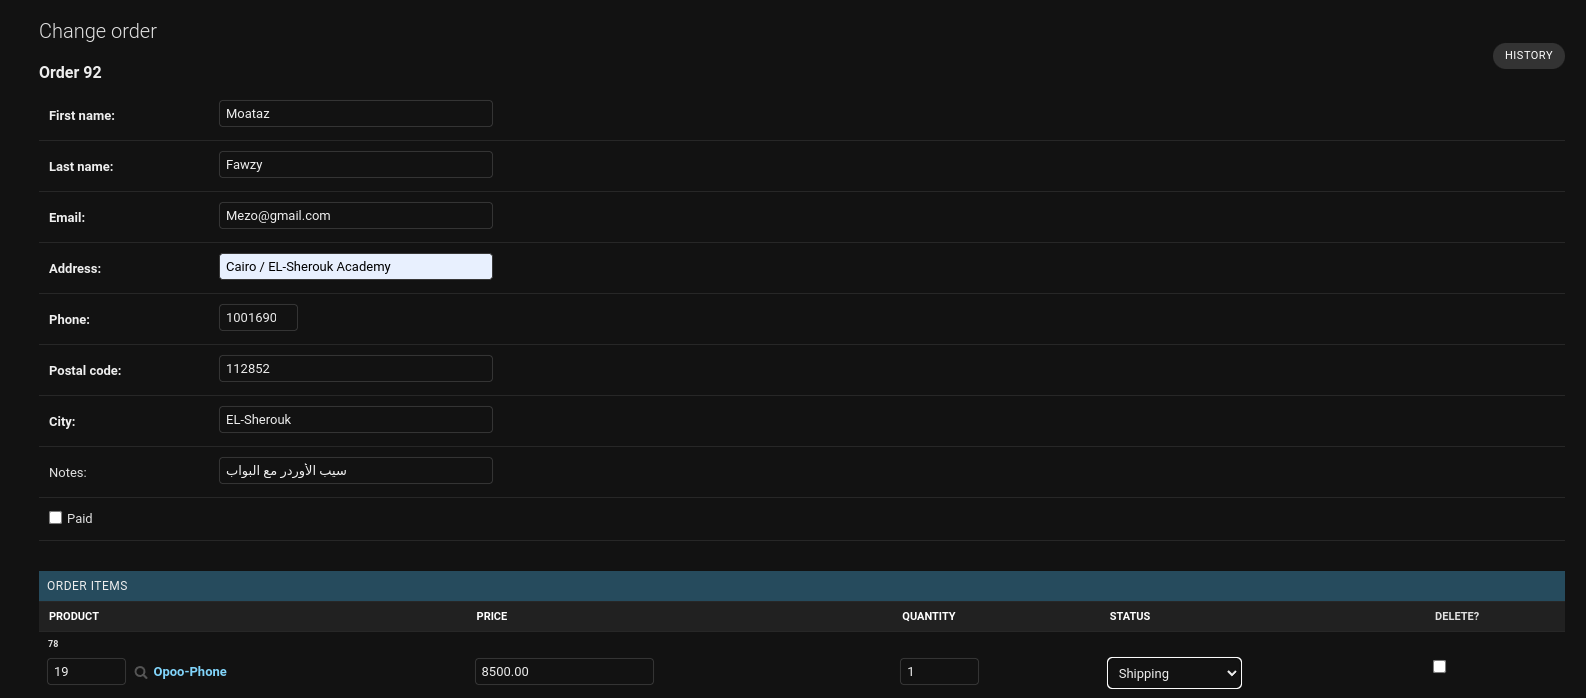 Change order
HISTORY
Order 92
First name: Moataz
Last name: Fawzy
Email: Mezo@gmail.com
Address: Cairo / EL-Sherouk Academy
Phone: 1001690
Postal code: 112852
City: EL-Sherouk
Notes: سيب الأوردر مع البواب
Paid
ORDER ITEMS
PRODUCT PRICE QUANTITY STATUS DELETE?
78
19 Opoo-Phone 8500.00 1 Shipping